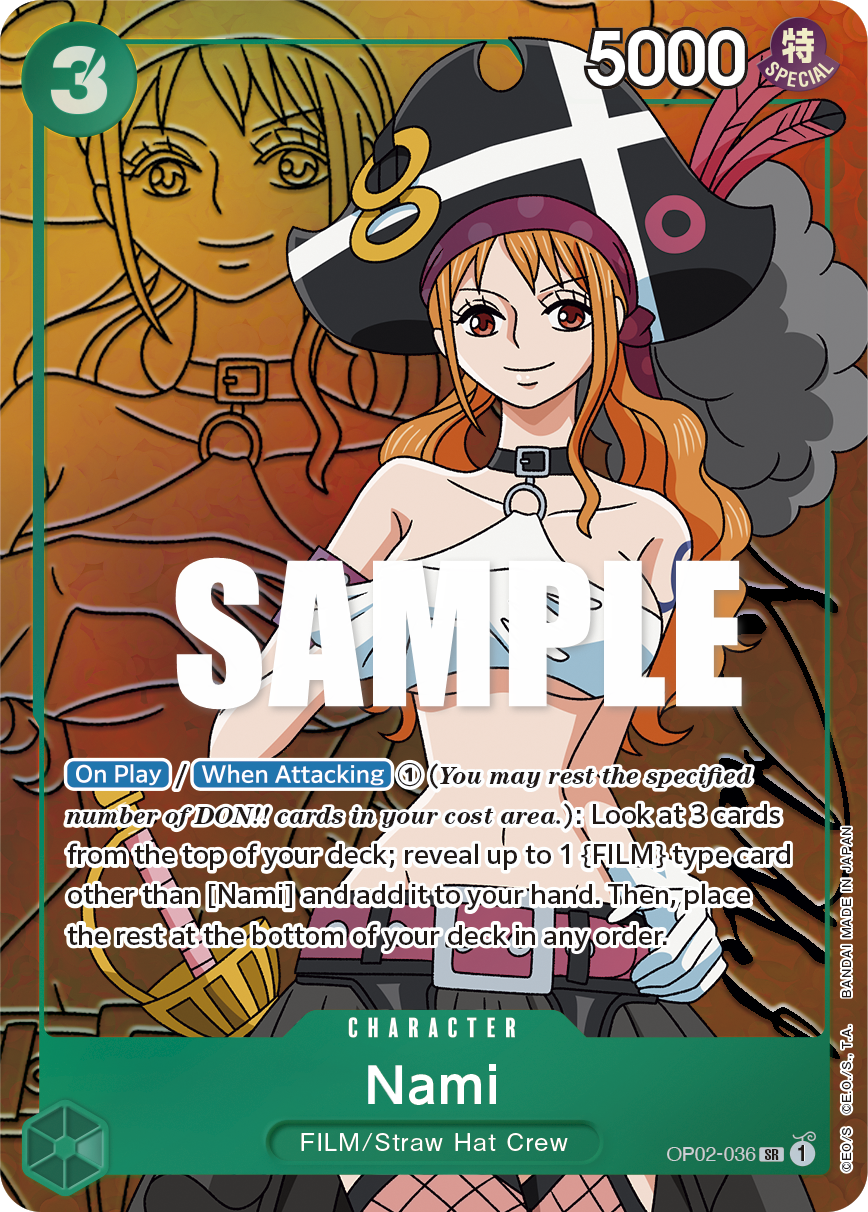 3
5000
特
SPECIAL
SAMPLE
On Play / When Attacking ① (You may rest the specified
number of DON!! cards in your cost area.): Look at 3 cards
from the top of your deck; reveal up to 1 {FILM} type card
other than [Nami] and add it to your hand. Then, place
the rest at the bottom of your deck in any order.
CHARACTER
Nami
FILM/Straw Hat Crew
OP02-036 SR 1
©EO/S ©E.O./S., T.A. BANDAI MADE IN JAPAN